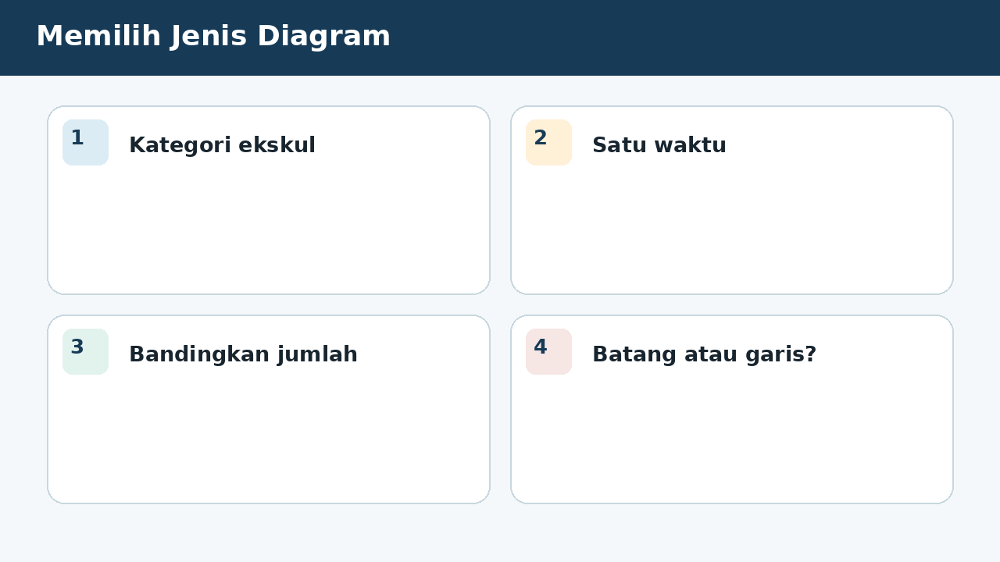 Memilih Jenis Diagram
1 Kategori ekskul
2 Satu waktu
3 Bandingkan jumlah
4 Batang atau garis?